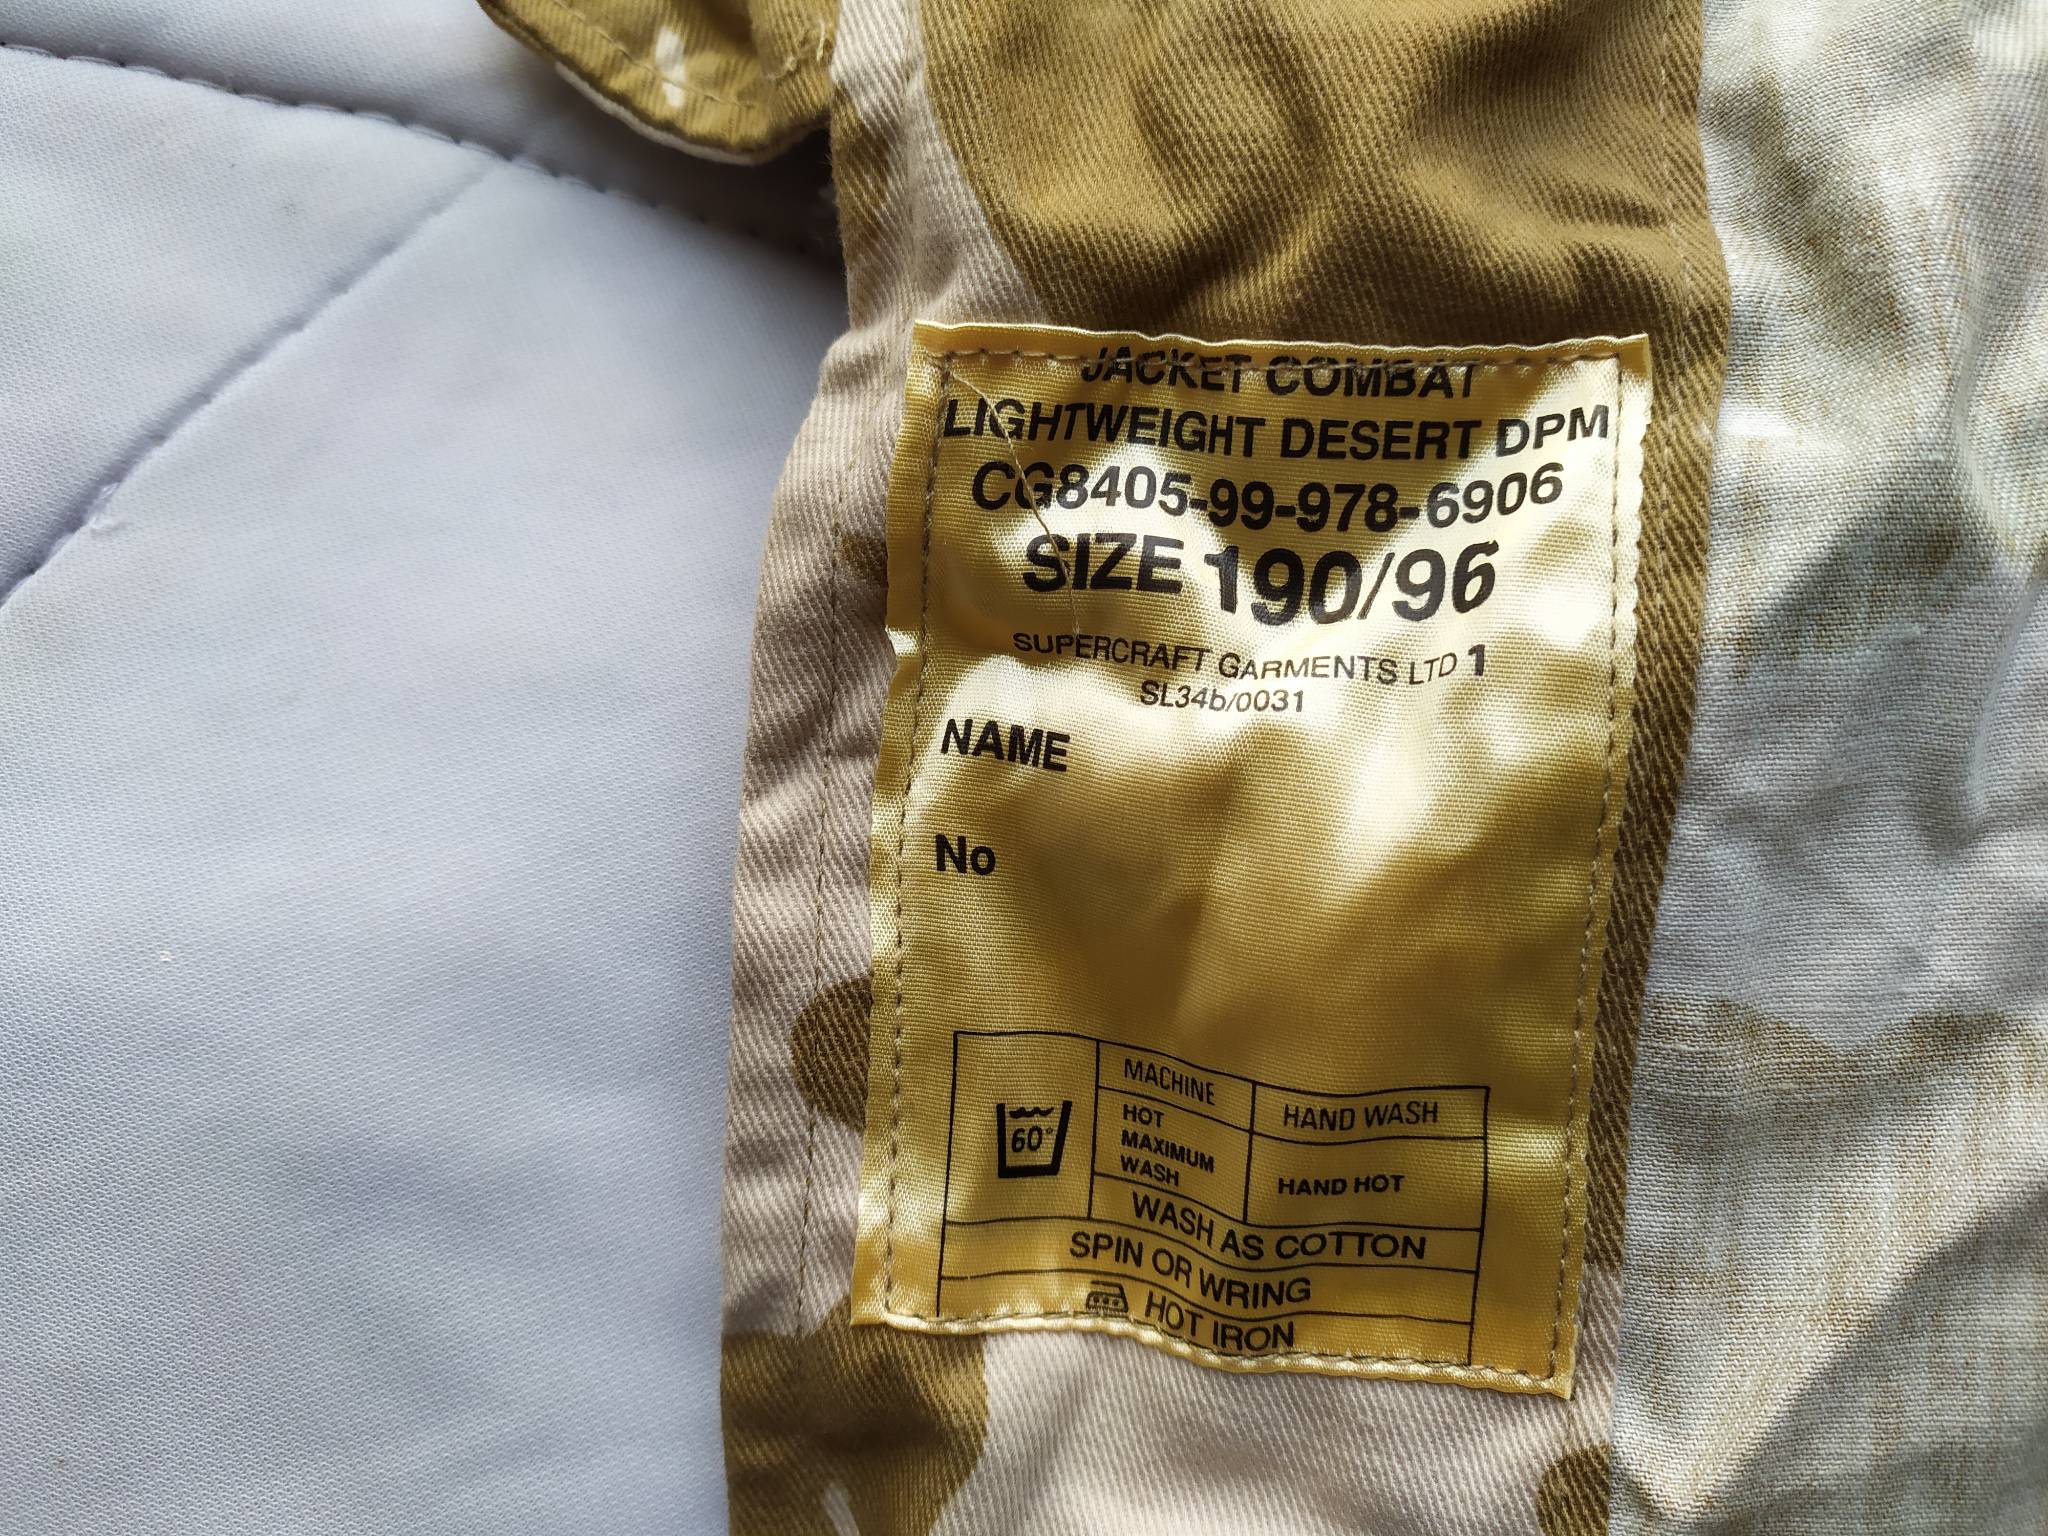 JACKET COMBAT
LIGHTWEIGHT DESERT DPM
CG8405-99-978-6906
SIZE 190/96
SUPERCRAFT GARMENTS LTD 1
SL34b/0031
NAME
No
60°
MACHINE
HOT
MAXIMUM
WASH
HAND WASH
HAND HOT
WASH AS COTTON
SPIN OR WRING
HOT IRON